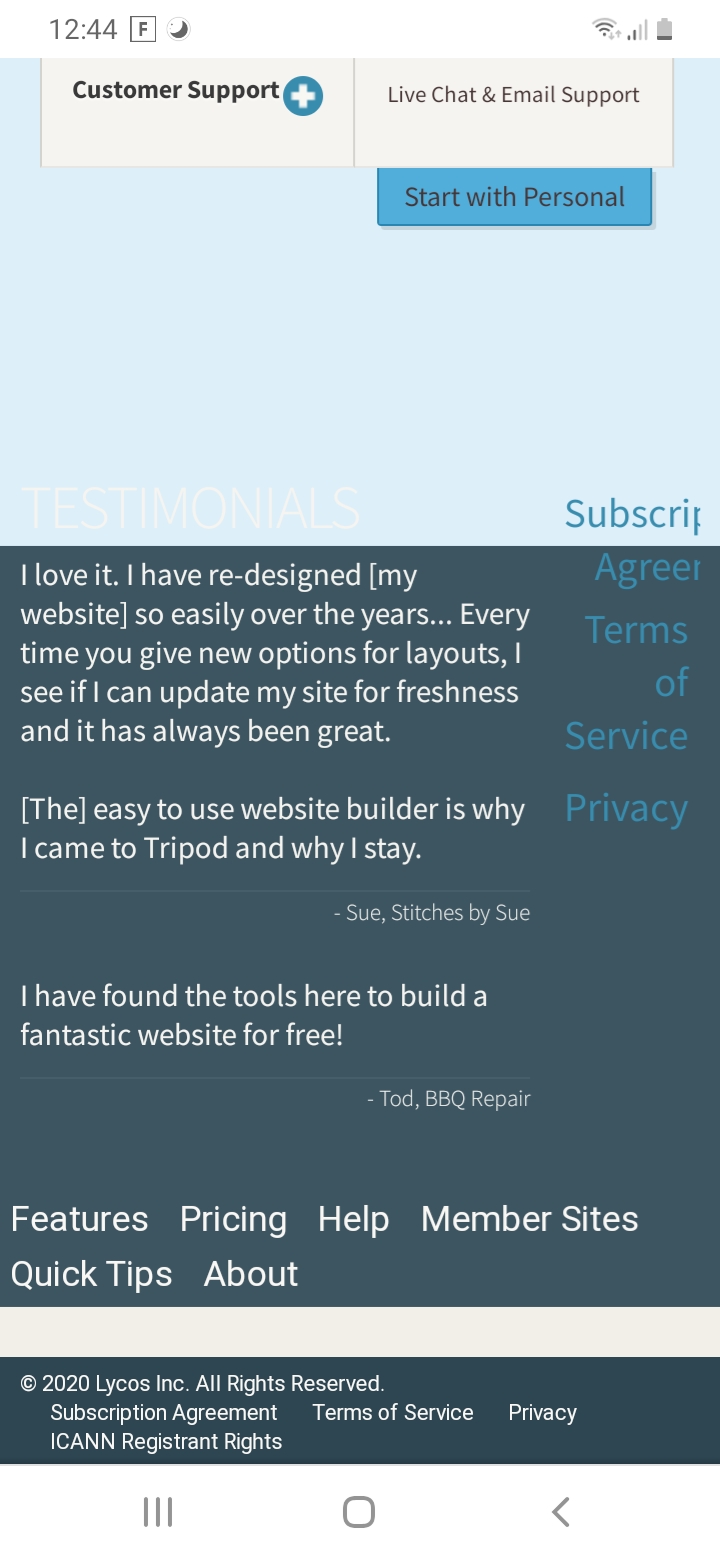 12:44 F
Customer Support
Live Chat & Email Support
Start with Personal
TESTIMONIALS
I love it. I have re-designed [my
website] so easily over the years... Every
time you give new options for layouts, I
see if I can update my site for freshness
and it has always been great.
[The] easy to use website builder is why
I came to Tripod and why I stay.
- Sue, Stitches by Sue
I have found the tools here to build a
fantastic website for free!
- Tod, BBQ Repair
Subscrip
Agreer
Terms
of
Service
Privacy
Features Pricing Help Member Sites
Quick Tips About
© 2020 Lycos Inc. All Rights Reserved.
Subscription Agreement Terms of Service Privacy
ICANN Registrant Rights